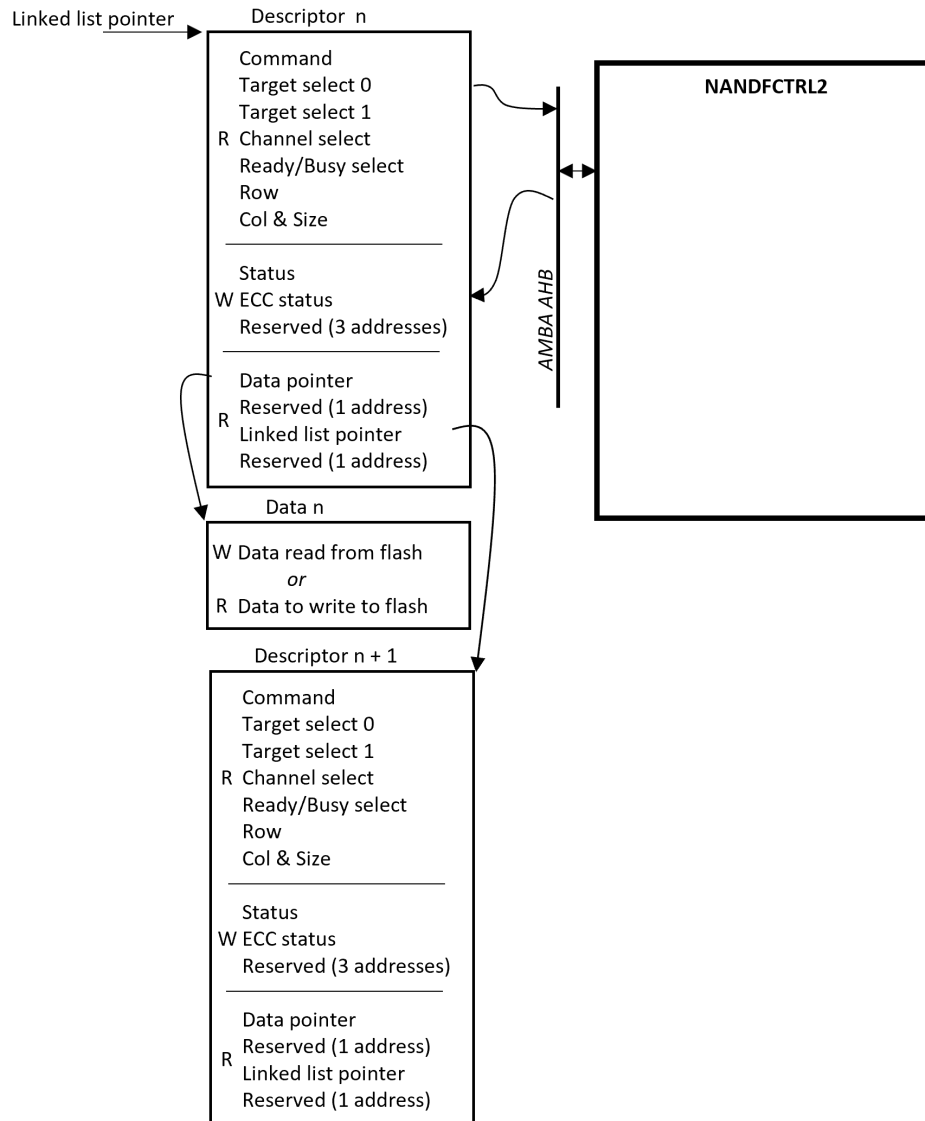 Linked list pointer
Descriptor n
Command
Target select 0
Target select 1
R Channel select
Ready/Busy select
Row
Col & Size
Status
W ECC status
Reserved (3 addresses)
Data pointer
Reserved (1 address)
R
Linked list pointer
Reserved (1 address)
NANDFCTRL2
AMBA AHB
Data n
W Data read from flash
or
R Data to write to flash
Descriptor n + 1
Command
Target select 0
Target select 1
R Channel select
Ready/Busy select
Row
Col & Size
Status
W ECC status
Reserved (3 addresses)
Data pointer
Reserved (1 address)
R
Linked list pointer
Reserved (1 address)